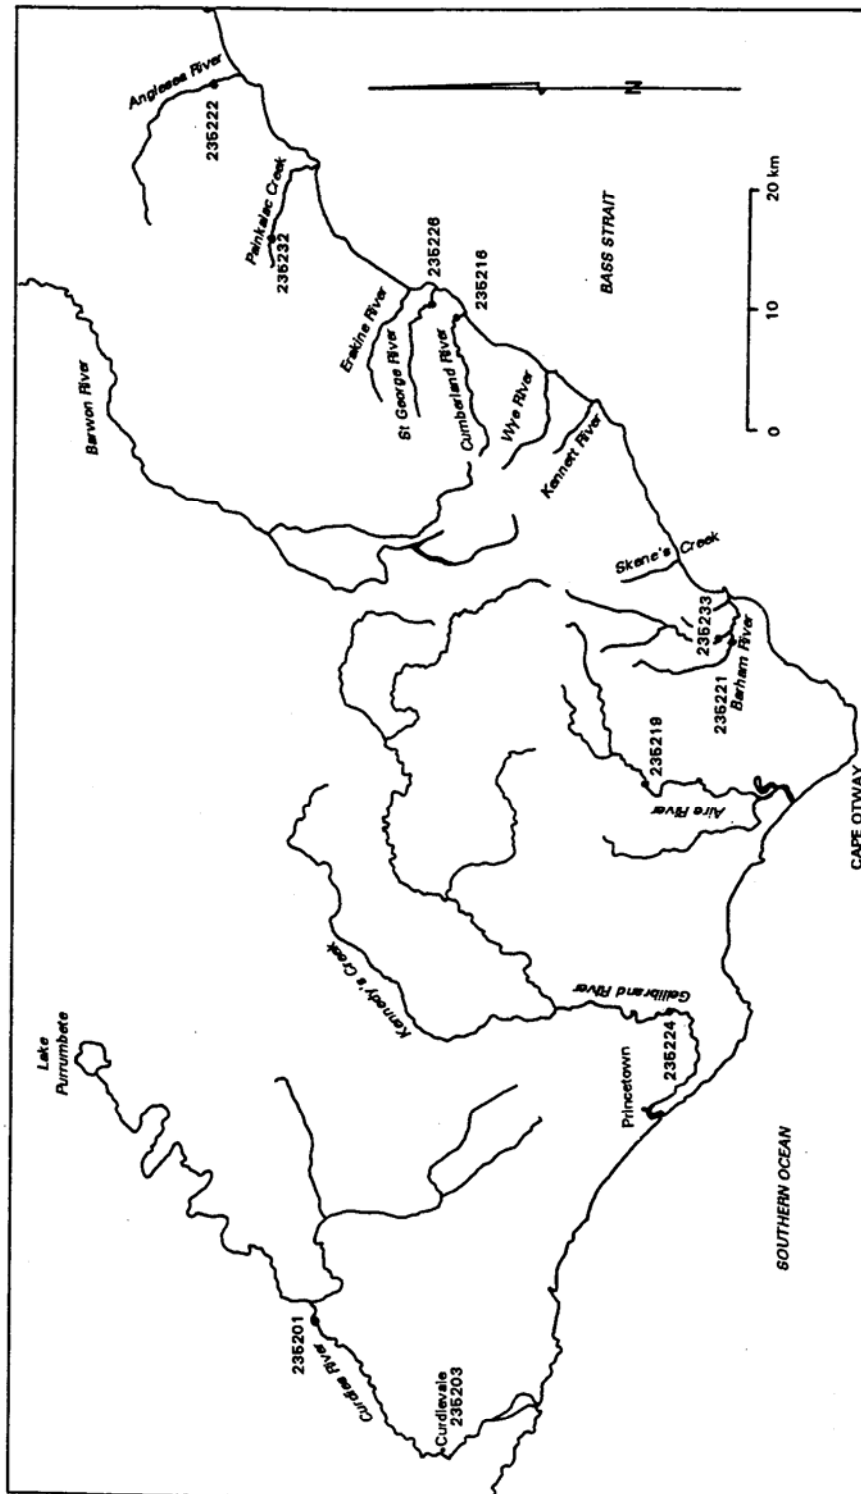 Lake
Purrumbete
Barwon River
Anglesea River
235222
Painkalac Creek
235232
Erskine River
St George River
235226
Cumberland River
235216
Wye River
Kennett River
Skene's Creek
235233
235221
Barham River
235219
Aire River
Kennedy's Creek
Gellibrand River
235224
Princetown
235201
Curdies River
Curdievale
235203
N
BASS STRAIT
0 10 20 km
SOUTHERN OCEAN
CAPE OTWAY